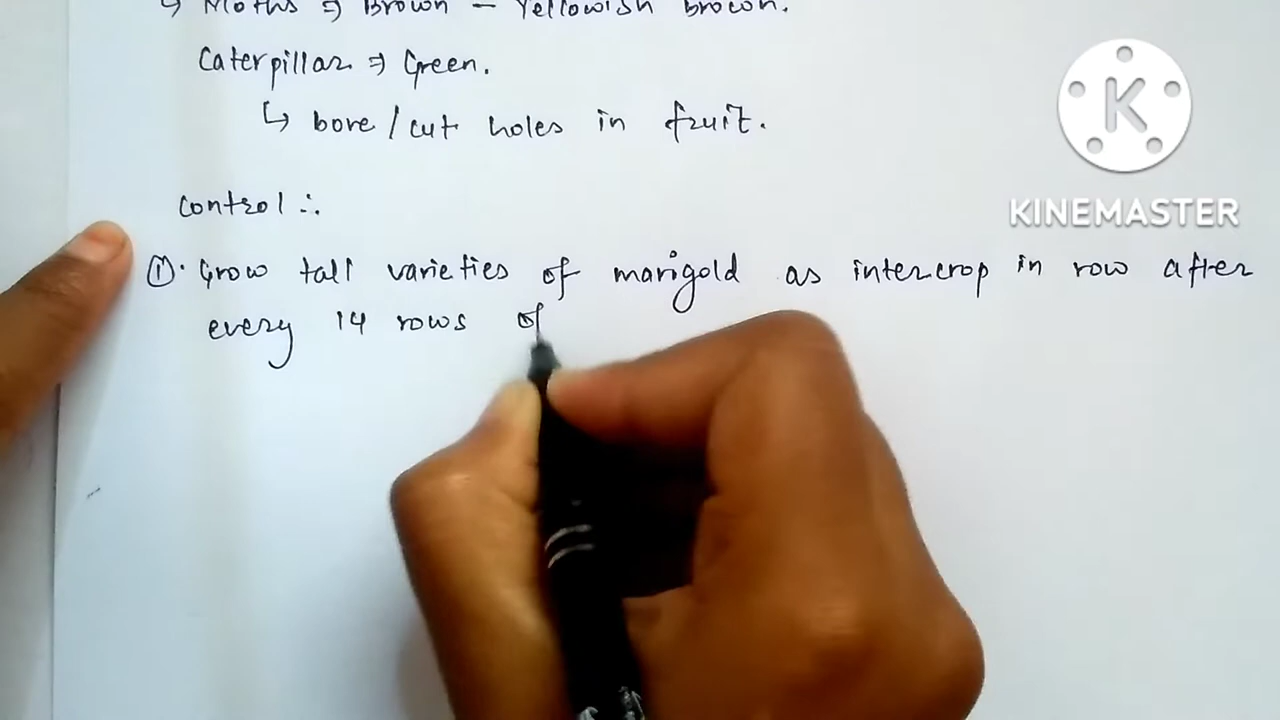 ↳ Moths ⇒ Brown – Yellowish brown.
Caterpillar ⇒ Green.
↳ bore / cut holes in fruit.
K
KINEMASTER
control ∴
①. Grow tall varieties of marigold as intercrop in row after
every 14 rows of